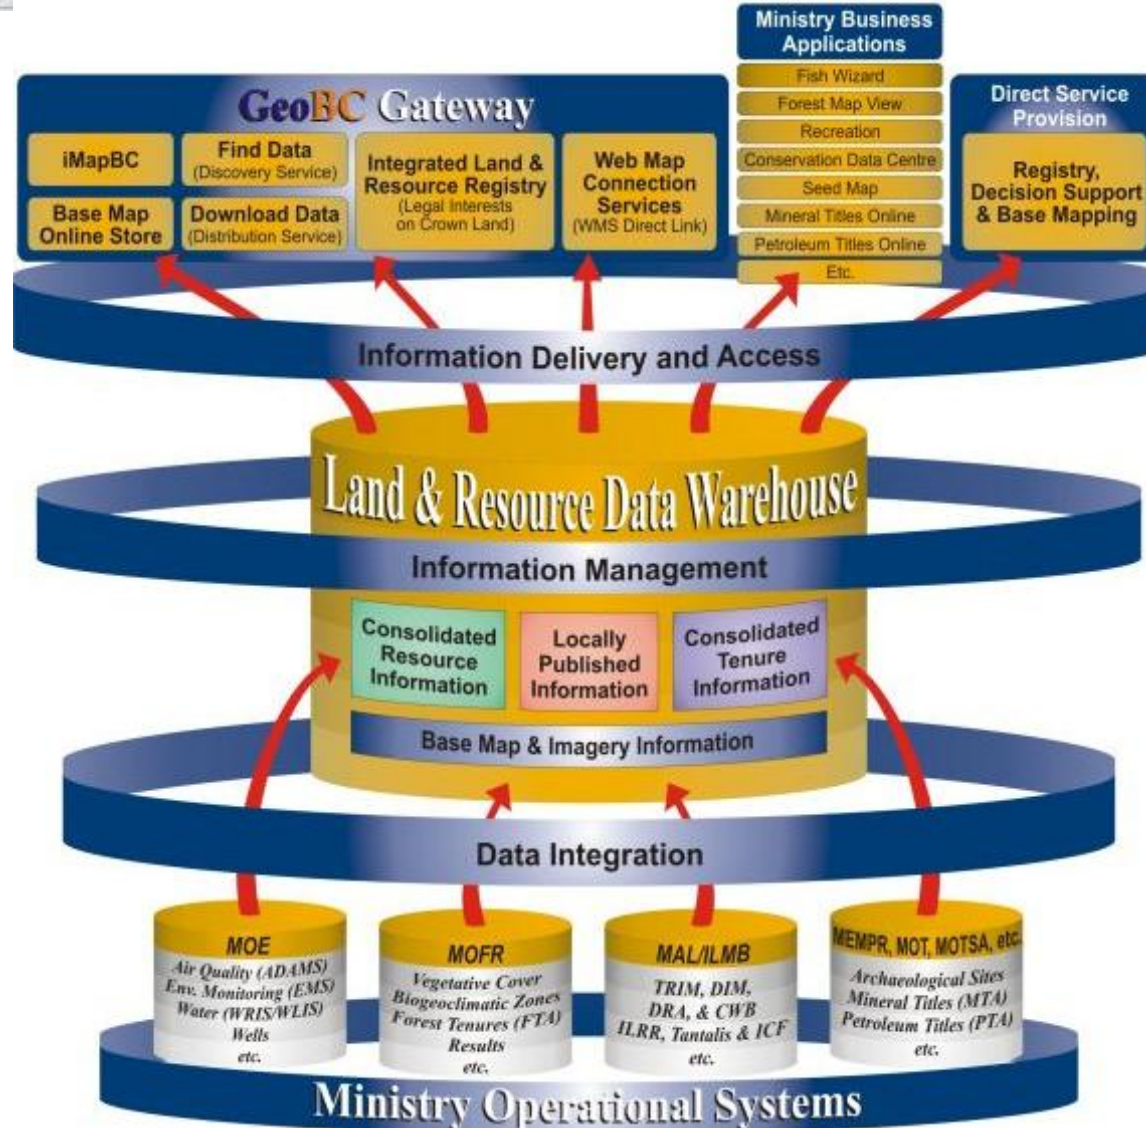 Ministry Business
Applications
Fish Wizard
Forest Map View
Recreation
Conservation Data Centre
Seed Map
Mineral Titles Online
Petroleum Titles Online
Etc.
GeoBC Gateway
iMapBC
Base Map
Online Store
Find Data
(Discovery Service)
Download Data
(Distribution Service)
Integrated Land &
Resource Registry
(Legal Interests
on Crown Land)
Web Map
Connection
Services
(WMS Direct Link)
Direct Service
Provision
Registry,
Decision Support
& Base Mapping
Information Delivery and Access
Land & Resource Data Warehouse
Information Management
Consolidated
Resource
Information
Locally
Published
Information
Consolidated
Tenure
Information
Base Map & Imagery Information
Data Integration
MOE
Air Quality (ADAMS)
Env. Monitoring (EMS)
Water (WRIS/WLIS)
Wells
etc.
MOFR
Vegetative Cover
Biogeoclimatic Zones
Forest Tenures (FTA)
Results
etc.
MAL/ILMB
TRIM, DIM,
DRA, & CWB
ILRR, Tantalis & ICF
etc.
MEMPR, MOT, MOTSA, etc.
Archaeological Sites
Mineral Titles (MTA)
Petroleum Titles (PTA)
etc.
Ministry Operational Systems